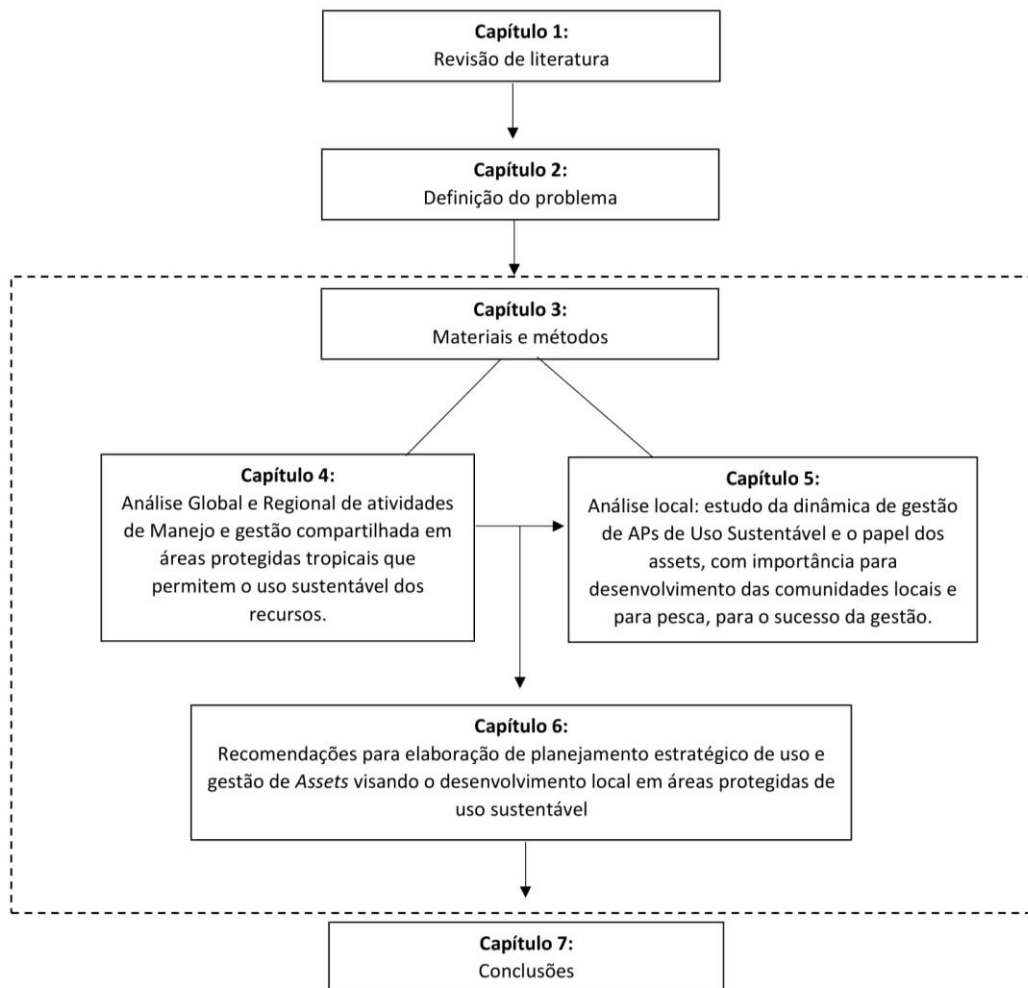 Capítulo 1:
Revisão de literatura
Capítulo 2:
Definição do problema
Capítulo 3:
Materiais e métodos
Capítulo 4:
Análise Global e Regional de atividades
de Manejo e gestão compartilhada em
áreas protegidas tropicais que
permitem o uso sustentável dos
recursos.
Capítulo 5:
Análise local: estudo da dinâmica de gestão
de APs de Uso Sustentável e o papel dos
assets, com importância para
desenvolvimento das comunidades locais e
para pesca, para o sucesso da gestão.
Capítulo 6:
Recomendações para elaboração de planejamento estratégico de uso e
gestão de Assets visando o desenvolvimento local em áreas protegidas de
uso sustentável
Capítulo 7:
Conclusões